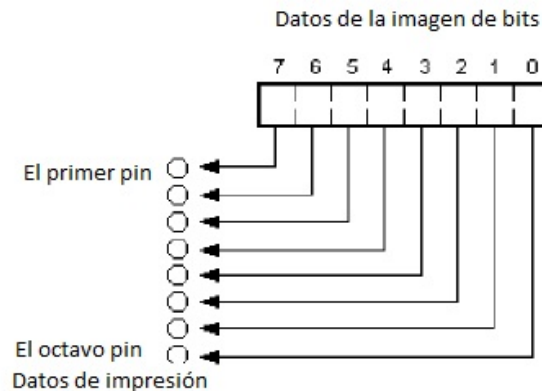 Datos de la imagen de bits
7 6 5 4 3 2 1 0
El primer pin
El octavo pin
Datos de impresión